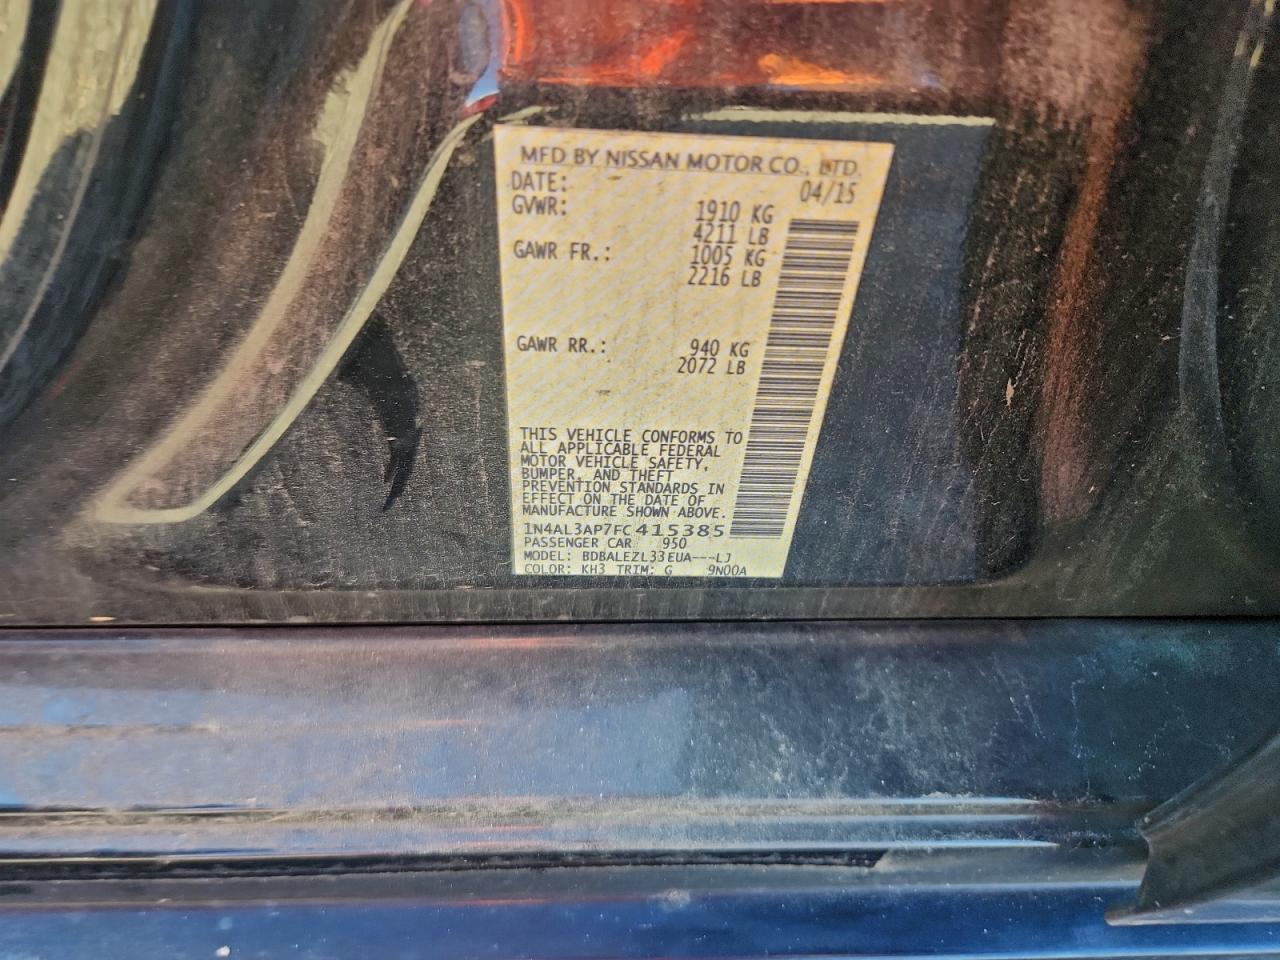 MFD BY NISSAN MOTOR CO., LTD.
DATE: 04/15
GVWR: 1910 KG
4211 LB
GAWR FR.: 1005 KG
2216 LB
GAWR RR.: 940 KG
2072 LB
THIS VEHICLE CONFORMS TO
ALL APPLICABLE FEDERAL
MOTOR VEHICLE SAFETY,
BUMPER, AND THEFT
PREVENTION STANDARDS IN
EFFECT ON THE DATE OF
MANUFACTURE SHOWN ABOVE.
1N4AL3AP7FC415385
PASSENGER CAR 950
MODEL: BDBALEZL33EUA---LJ
COLOR: KH3 TRIM: G 9N00A